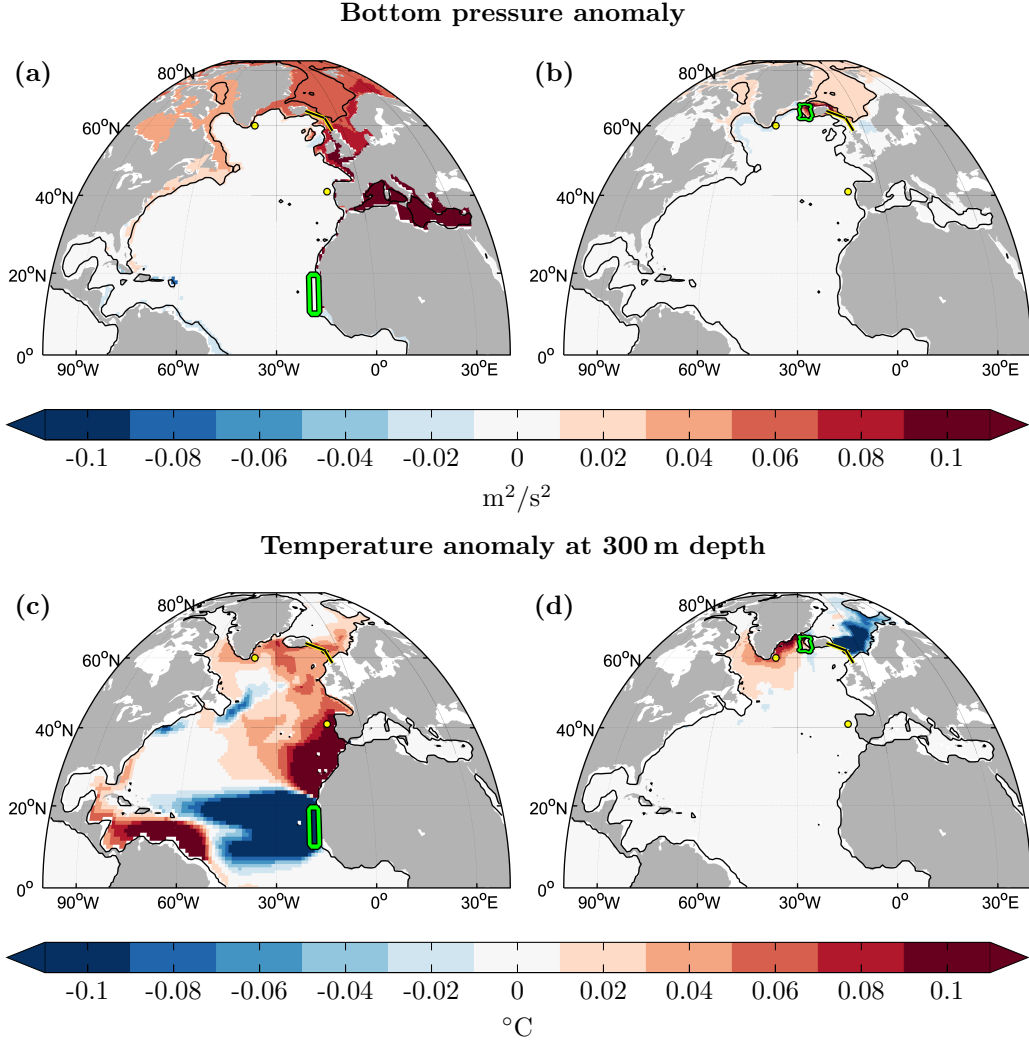 Bottom pressure anomaly
(a) (b)
80°N 80°N
60°N 60°N
40°N 40°N
20°N 20°N
0° 0°
90°W 60°W 30°W 0° 30°E 90°W 60°W 30°W 0° 30°E
-0.1 -0.08 -0.06 -0.04 -0.02 0 0.02 0.04 0.06 0.08 0.1
m²/s²
Temperature anomaly at 300 m depth
(c) (d)
80°N 80°N
60°N 60°N
40°N 40°N
20°N 20°N
0° 0°
90°W 60°W 30°W 0° 30°E 90°W 60°W 30°W 0° 30°E
-0.1 -0.08 -0.06 -0.04 -0.02 0 0.02 0.04 0.06 0.08 0.1
°C